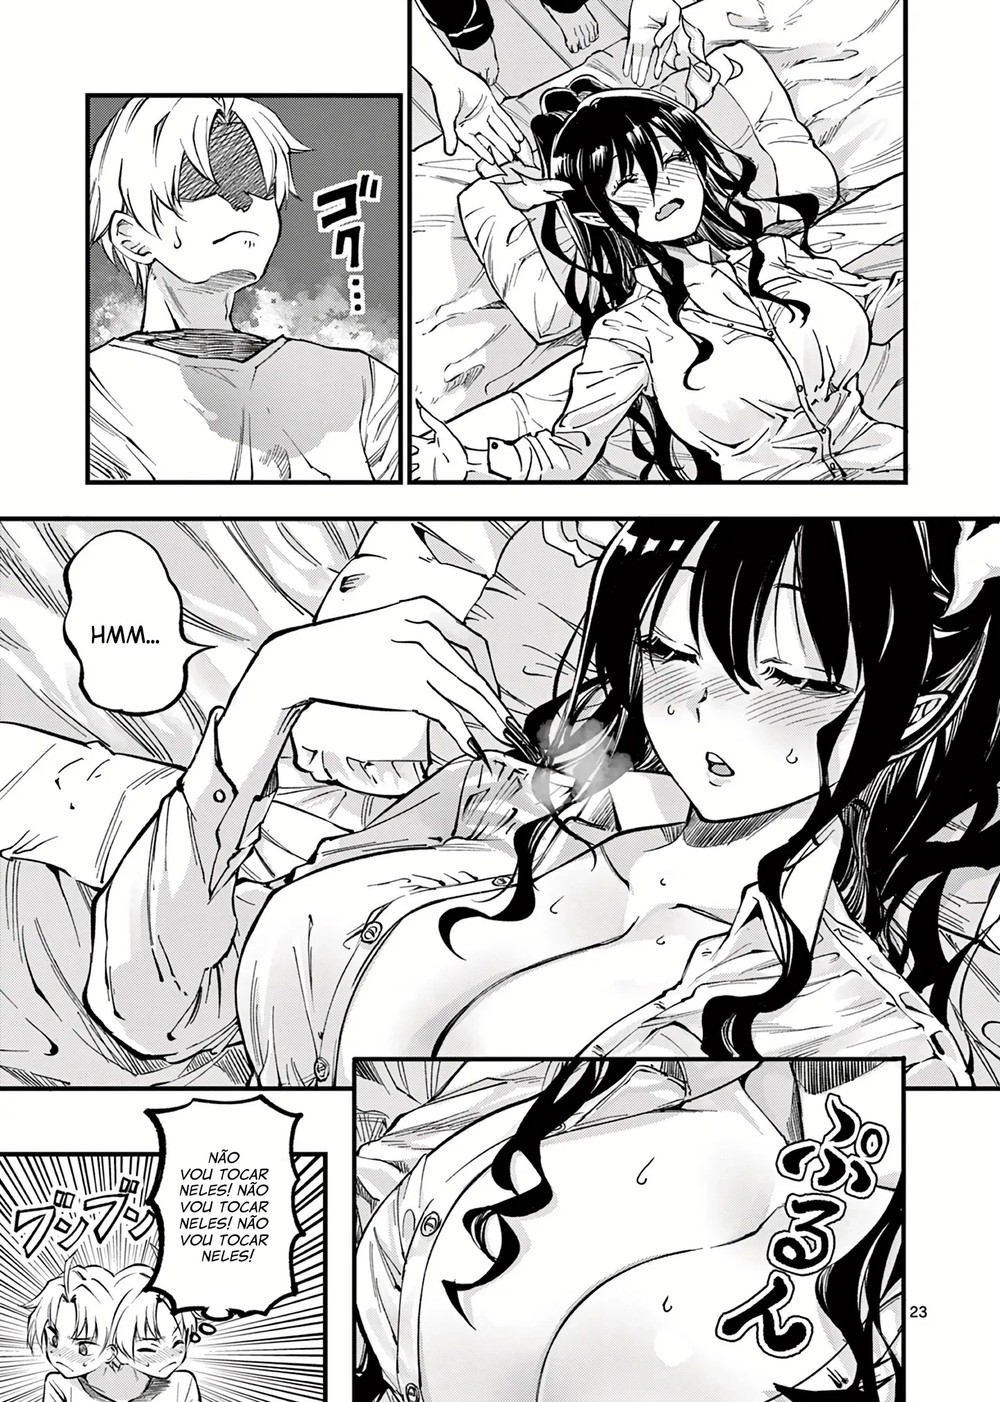 ゴク…
HMM...
ぷるん
NÃO
VOU TOCAR
NELES! NÃO
VOU TOCAR
NELES! NÃO
VOU TOCAR
NELES!
ブンブン
23